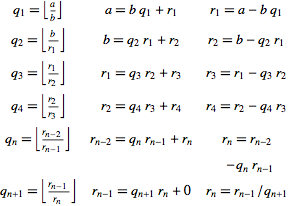 q₁ = ⌊a/b⌋ a = b q₁ + r₁ r₁ = a − b q₁
q₂ = ⌊b/r₁⌋ b = q₂ r₁ + r₂ r₂ = b − q₂ r₁
q₃ = ⌊r₁/r₂⌋ r₁ = q₃ r₂ + r₃ r₃ = r₁ − q₃ r₂
q₄ = ⌊r₂/r₃⌋ r₂ = q₄ r₃ + r₄ r₄ = r₂ − q₄ r₃
qₙ = ⌊rₙ₋₂/rₙ₋₁⌋ rₙ₋₂ = qₙ rₙ₋₁ + rₙ rₙ = rₙ₋₂
−qₙ rₙ₋₁
qₙ₊₁ = ⌊rₙ₋₁/rₙ⌋ rₙ₋₁ = qₙ₊₁ rₙ + 0 rₙ = rₙ₋₁/qₙ₊₁